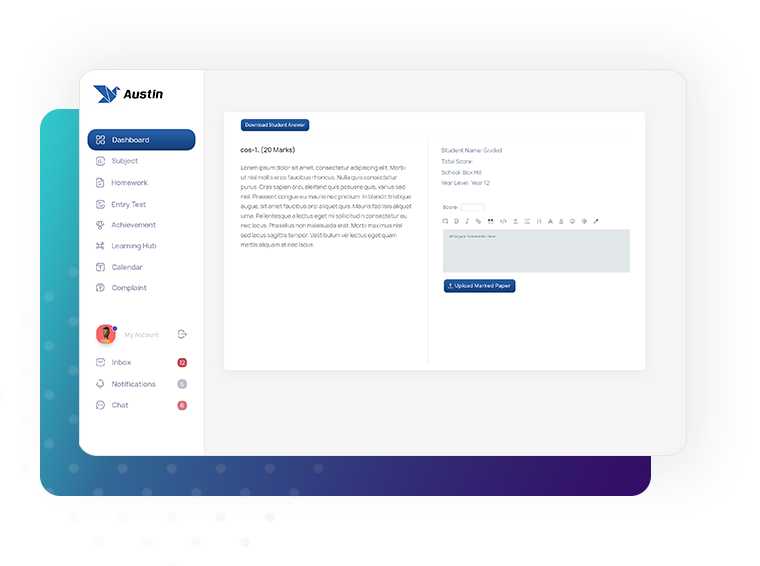 Austin
Dashboard
Subject
Homework
Entry Test
Achievement
Learning Hub
Calendar
Complaint
My Account
Inbox 12
Notifications
Chat 6
Download Student Answer
cos-1, (20 Marks)
Lorem ipsum dolor sit amet, consectetur adipiscing elit. Morbi
ut nisl mollis eros faucibus rhoncus. Nulla quis consectetur
purus. Cras sapien orci, eleifend quis posuere quis, varius sed
nisl. Praesent congue eu mauris nec pretium. In blandit tristique
augue, sit amet faucibus pro aliquet quis. Mauris uliset aliquet
urna. Pellentesque a lectus eget mi sollicitudin consectetur eu
nec lacus. Phasellus non malesuada erat. Morbi maximus nisl
sed lacus sagittis tempor. Vestibulum vel lectus eget quam
mattis aliquam at nec lacus.
Student Name: Graded
Total Score:
School: Box Hill
Year Level: Year 12
Score:
Write your comments here
Upload Marked Paper